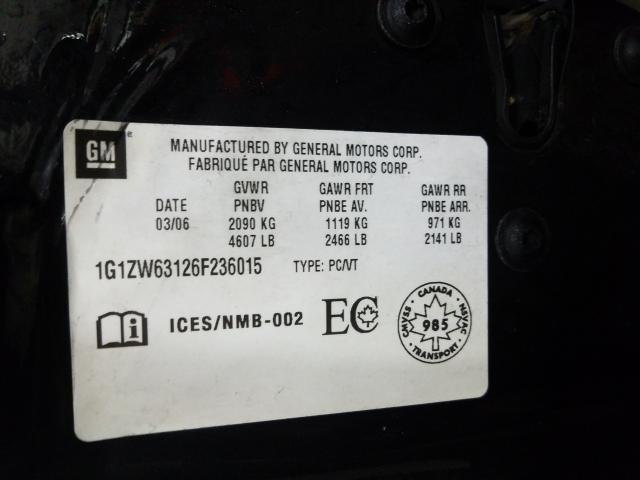 GM ®
MANUFACTURED BY GENERAL MOTORS CORP.
FABRIQUÉ PAR GENERAL MOTORS CORP.
GVWR GAWR FRT GAWR RR
DATE PNBV PNBE AV. PNBE ARR.
03/06 2090 KG 1119 KG 971 KG
4607 LB 2466 LB 2141 LB
1G1ZW63126F236015 TYPE: PC/VT
i ICES/NMB-002 EC
CANADA
CMVSS 985 NSVAC
TRANSPORT